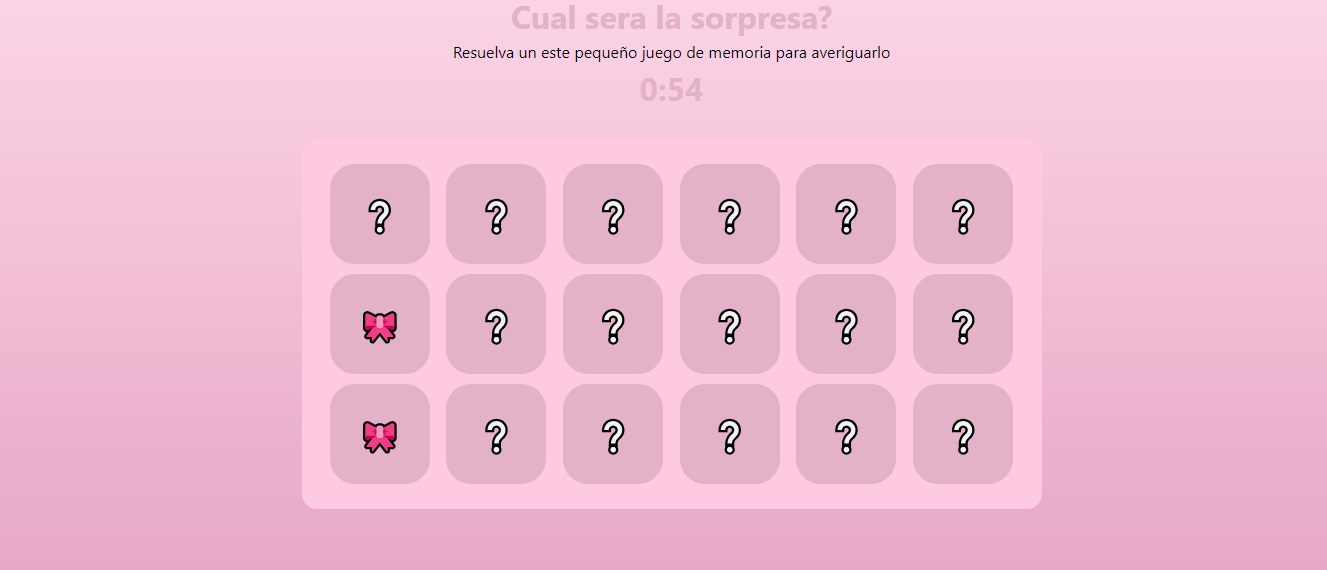 Cual sera la sorpresa?
Resuelva un este pequeño juego de memoria para averiguarlo
0:54
? ? ? ? ? ?
? ? ? ? ?
? ? ? ? ?